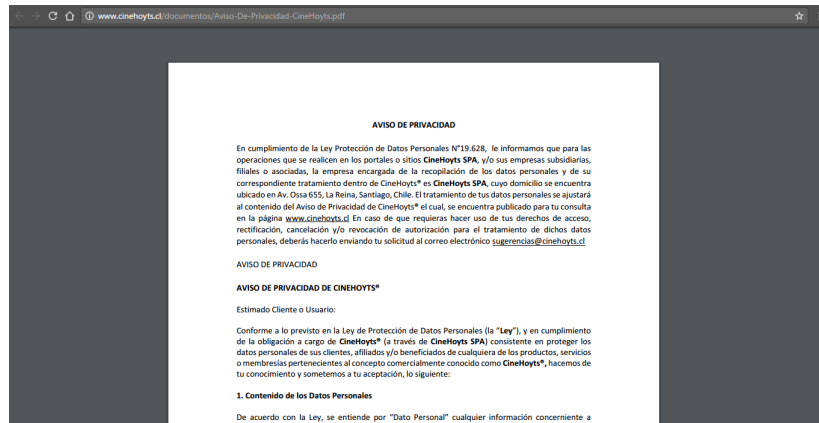 www.cinehoyts.cl/documentos/Aviso-De-Privacidad-CineHoyts.pdf
AVISO DE PRIVACIDAD
En cumplimiento de la Ley Protección de Datos Personales N°19.628, le informamos que para las
operaciones que se realicen en los portales o sitios CineHoyts SPA, y/o sus empresas subsidiarias,
filiales o asociadas, la empresa encargada de la recopilación de los datos personales y de su
correspondiente tratamiento dentro de CineHoyts® es CineHoyts SPA, cuyo domicilio se encuentra
ubicado en Av. Ossa 655, La Reina, Santiago, Chile. El tratamiento de tus datos personales se ajustará
al contenido del Aviso de Privacidad de CineHoyts® el cual, se encuentra publicado para tu consulta
en la página www.cinehoyts.cl En caso de que requieras hacer uso de tus derechos de acceso,
rectificación, cancelación y/o revocación de autorización para el tratamiento de dichos datos
personales, deberás hacerlo enviando tu solicitud al correo electrónico sugerencias@cinehoyts.cl
AVISO DE PRIVACIDAD
AVISO DE PRIVACIDAD DE CINEHOYTS®
Estimado Cliente o Usuario:
Conforme a lo previsto en la Ley de Protección de Datos Personales (la “Ley”), y en cumplimiento
de la obligación a cargo de CineHoyts® (a través de CineHoyts SPA) consistente en proteger los
datos personales de sus clientes, afiliados y/o beneficiados de cualquiera de los productos, servicios
o membresías pertenecientes al concepto comercialmente conocido como CineHoyts®, hacemos de
tu conocimiento y sometemos a tu aceptación, lo siguiente:
1. Contenido de los Datos Personales
De acuerdo con la Ley, se entiende por “Dato Personal” cualquier información concerniente a